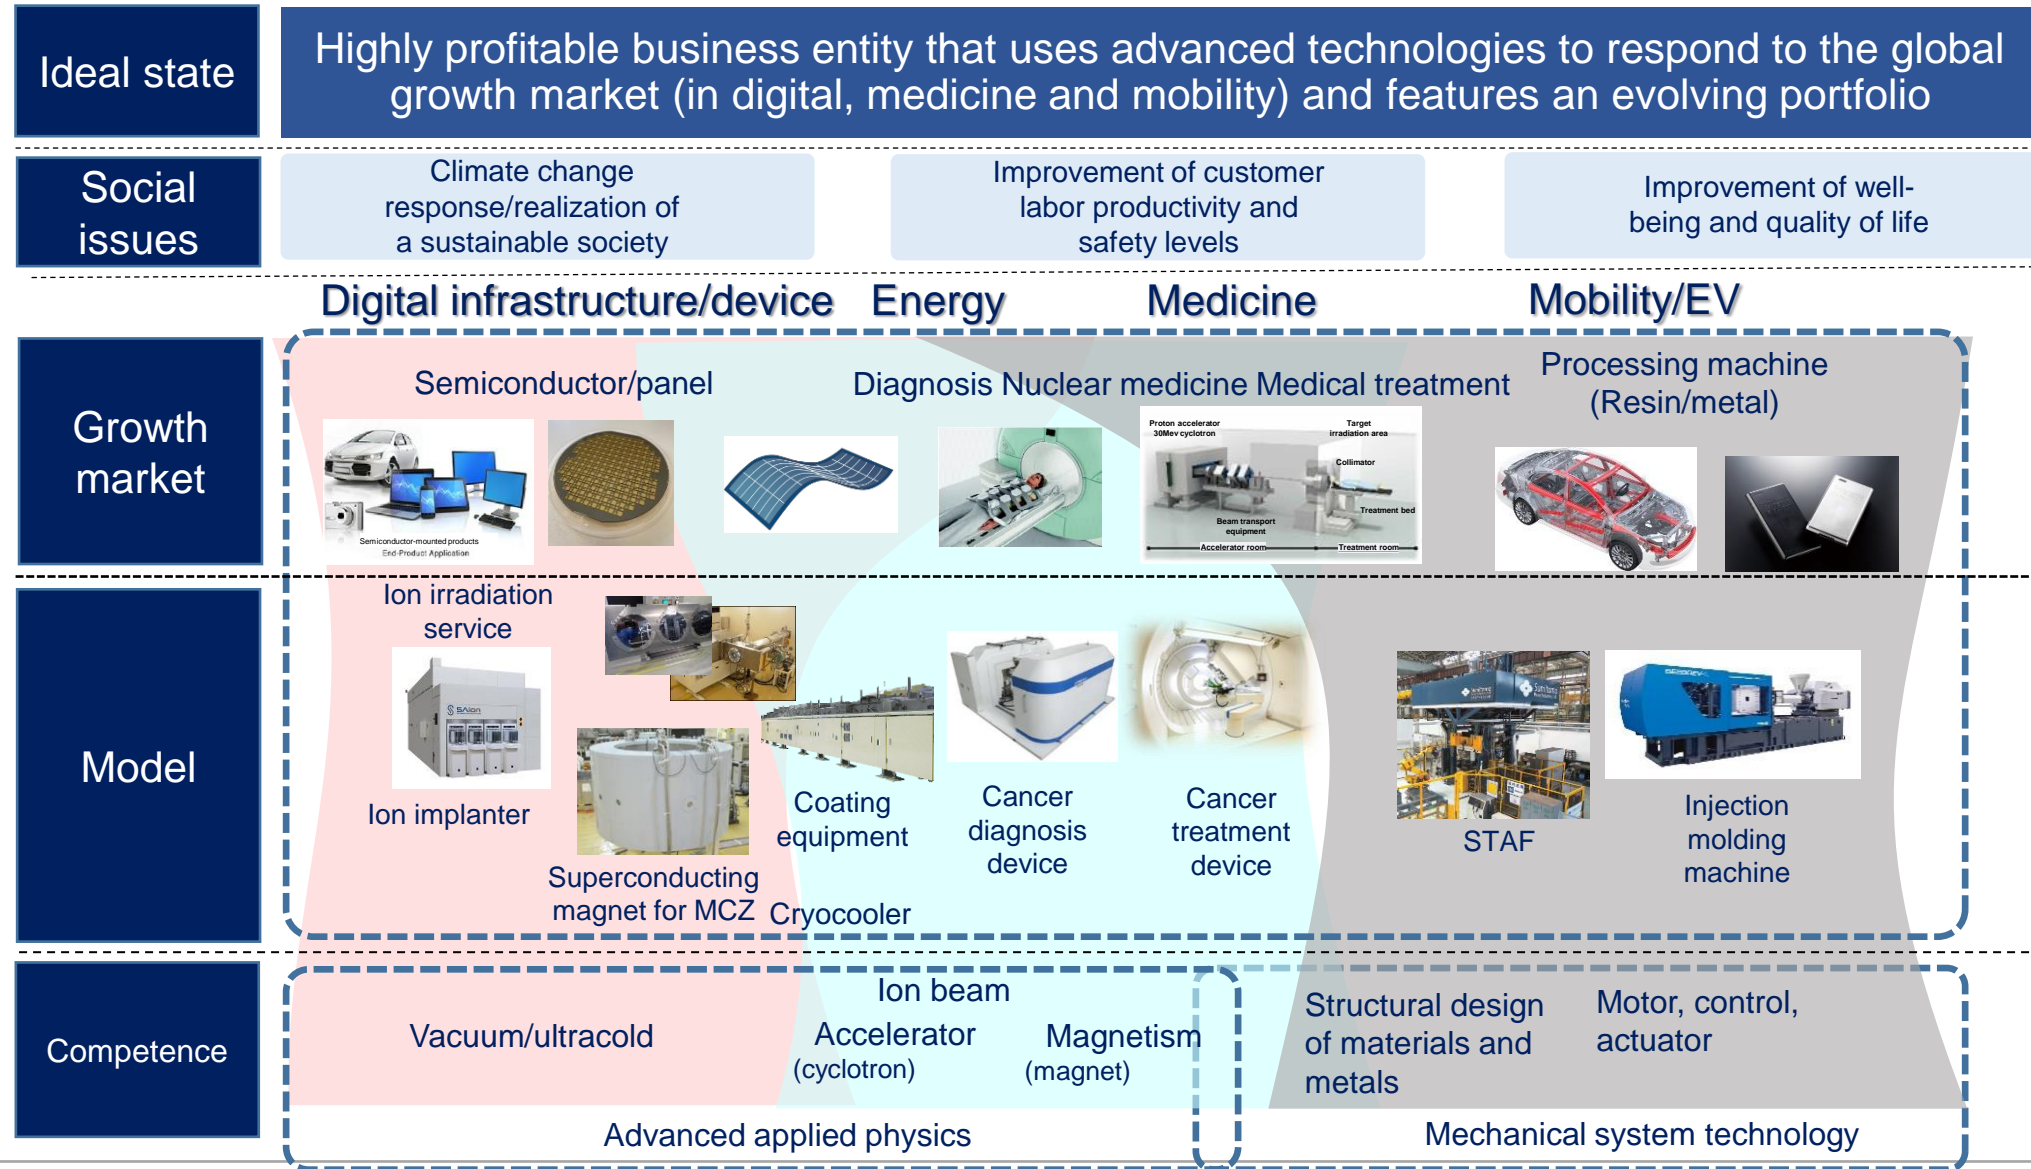 Ideal state
Highly profitable business entity that uses advanced technologies to respond to the global
growth market (in digital, medicine and mobility) and features an evolving portfolio
Social
issues
Climate change
response/realization of
a sustainable society
Improvement of customer
labor productivity and
safety levels
Improvement of well-
being and quality of life
Digital infrastructure/device
Energy
Medicine
Mobility/EV
Growth
market
Semiconductor/panel
Diagnosis Nuclear medicine Medical treatment
Processing machine
(Resin/metal)
Semiconductor-mounted products
End-Product Application
Proton accelerator
30Mev cyclotron
Target
irradiation area
Collimator
Treatment bed
Beam transport
equipment
Accelerator room
Treatment room
Model
Ion irradiation
service
SAion
Ion implanter
Superconducting
magnet for MCZ
Coating
equipment
Cryocooler
Cancer
diagnosis
device
Cancer
treatment
device
Sumitomo
STAF
Injection
molding
machine
Competence
Vacuum/ultracold
Ion beam
Accelerator
(cyclotron)
Magnetism
(magnet)
Structural design
of materials and
metals
Motor, control,
actuator
Advanced applied physics
Mechanical system technology